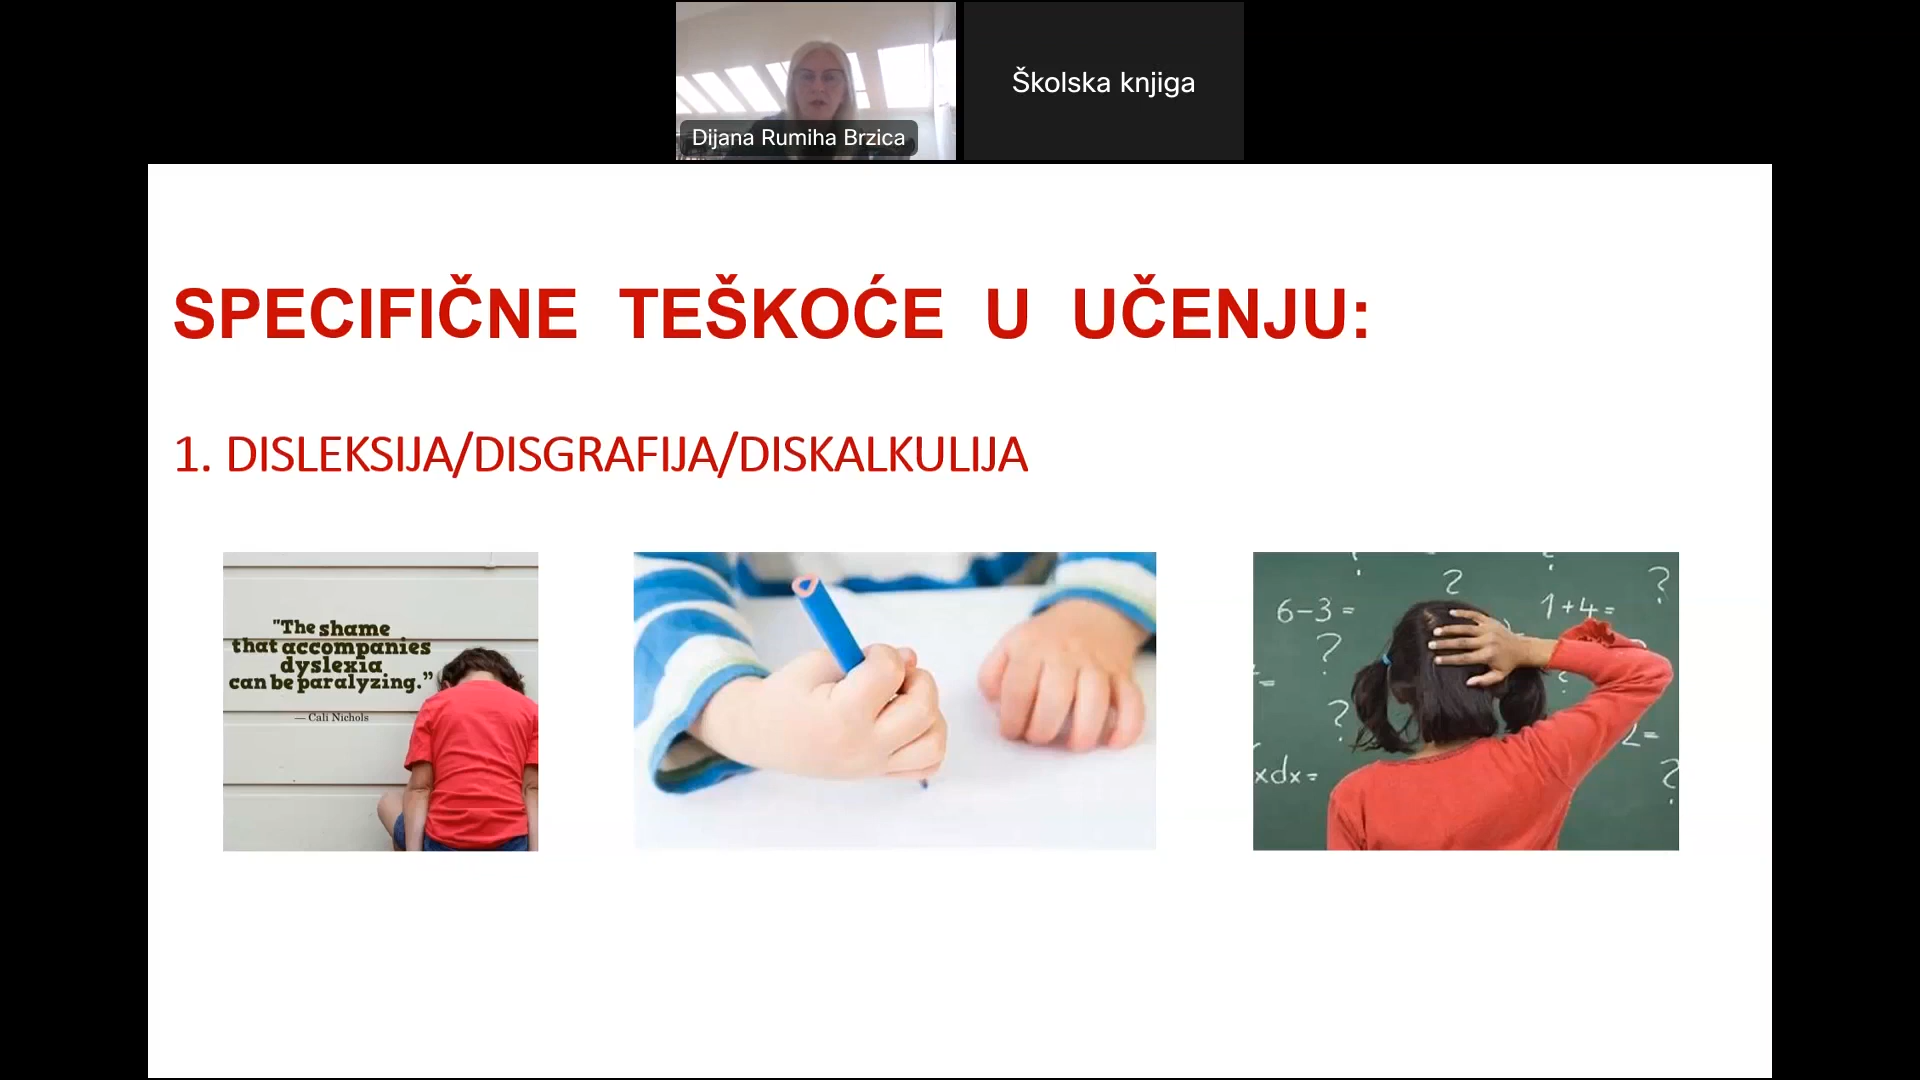 Dijana Rumiha Brzica
Školska knjiga
SPECIFIČNE TEŠKOĆE U UČENJU:
1. DISLEKSIJA/DISGRAFIJA/DISKALKULIJA
"The shame
that accompanies
dyslexia
can be paralyzing.”
— Cali Nichols
? ? ? ?
6-3= 1+4=
?
?
2=
xdx= ?